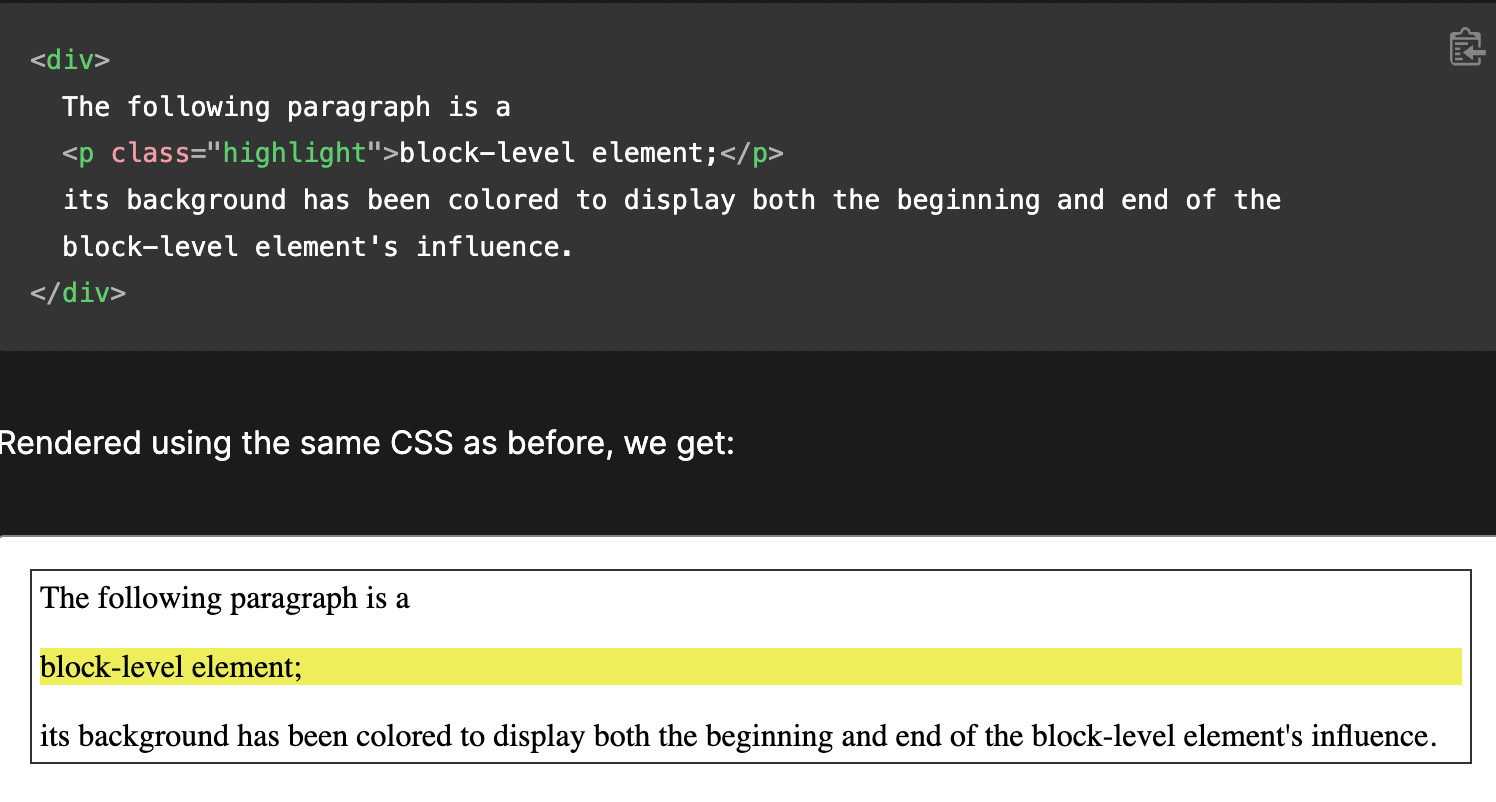 <div>
  The following paragraph is a
  <p class="highlight">block-level element;</p>
  its background has been colored to display both the beginning and end of the
  block-level element's influence.
</div>
Rendered using the same CSS as before, we get:
The following paragraph is a
block-level element;
its background has been colored to display both the beginning and end of the block-level element's influence.